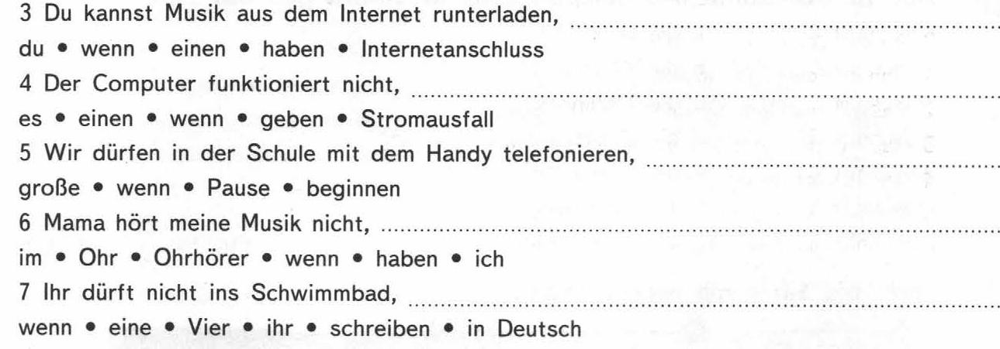 3 Du kannst Musik aus dem Internet runterladen, ........................
du • wenn • einen • haben • Internetanschluss
4 Der Computer funktioniert nicht, ........................
es • einen • wenn • geben • Stromausfall
5 Wir dürfen in der Schule mit dem Handy telefonieren, ........................
große • wenn • Pause • beginnen
6 Mama hört meine Musik nicht, ........................
im • Ohr • Ohrhörer • wenn • haben • ich
7 Ihr dürft nicht ins Schwimmbad, ........................
wenn • eine • Vier • ihr • schreiben • in Deutsch